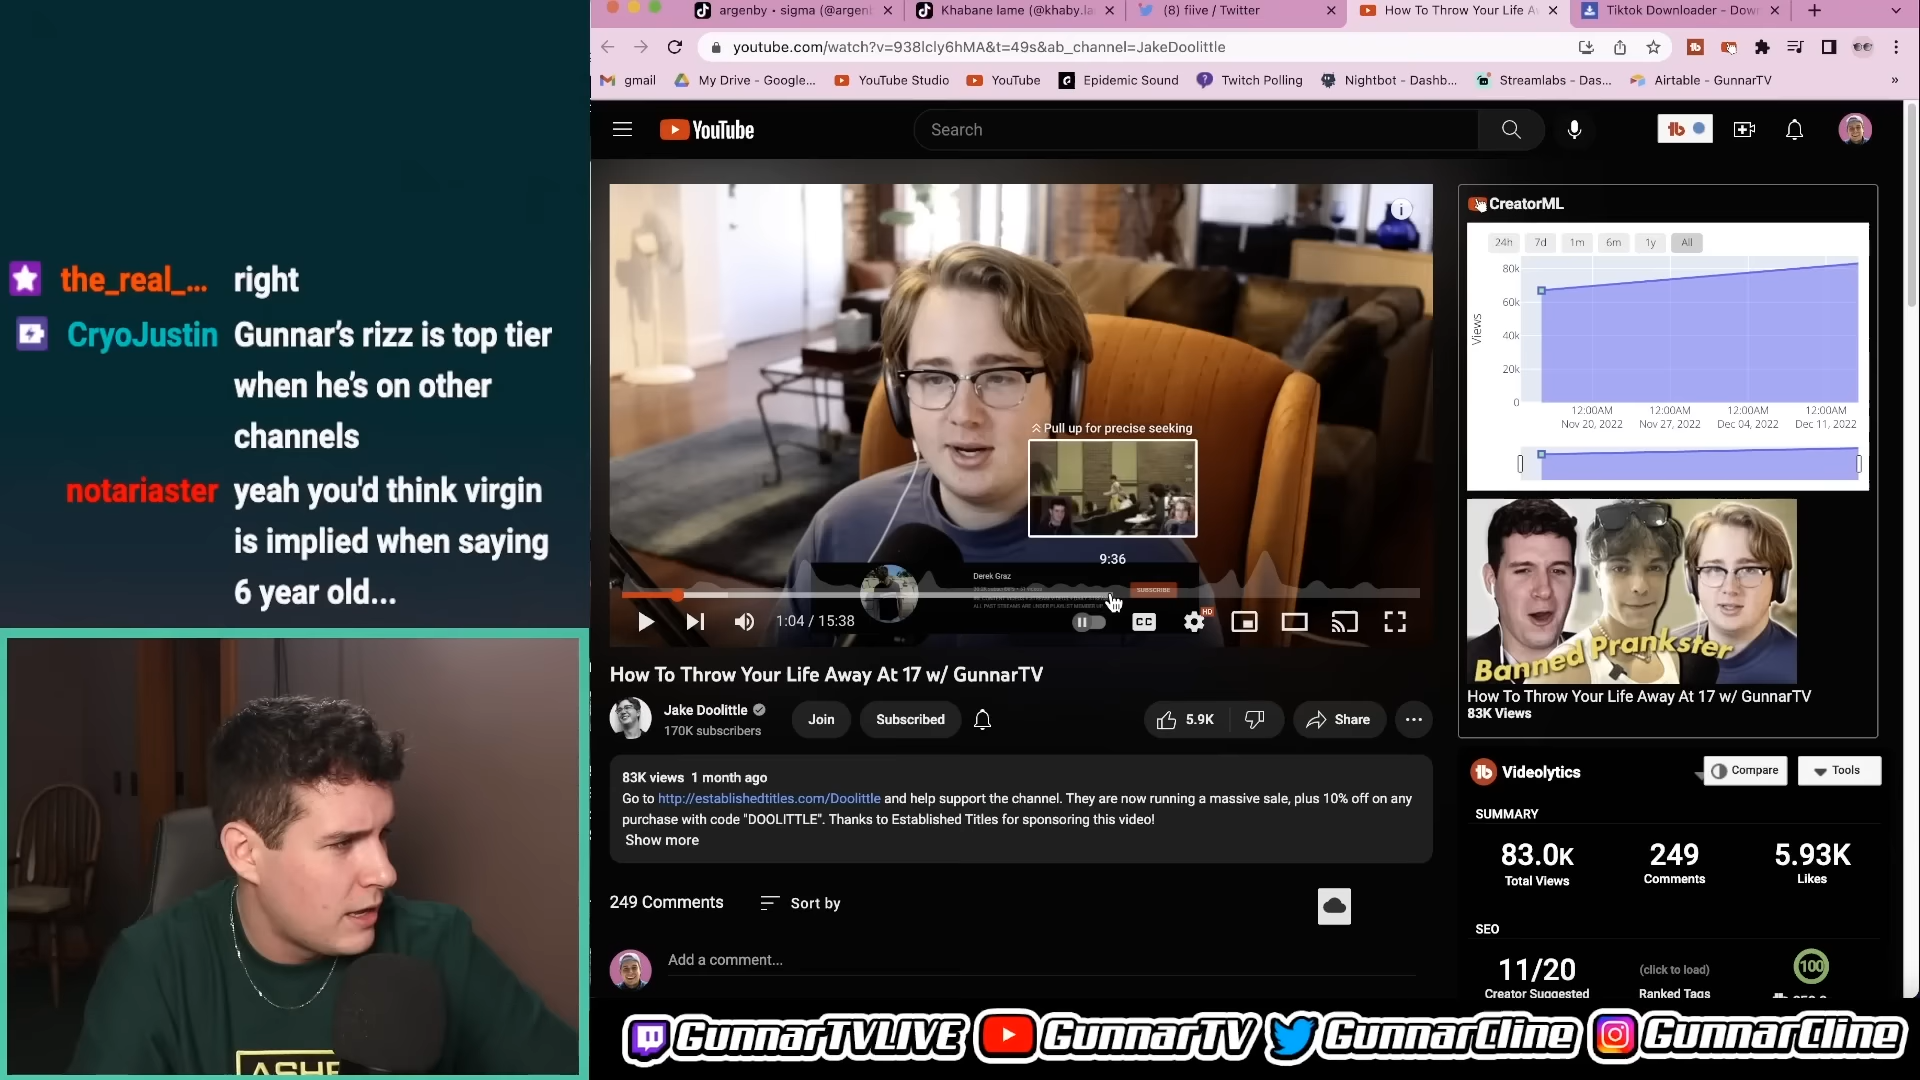 argenby • sigma (@argenb
Khabane lame (@khaby.la
(8) fiive / Twitter
How To Throw Your Life A
Tiktok Downloader - Dow
youtube.com/watch?v=938lcly6hMA&t=49s&ab_channel=JakeDoolittle
gmail
My Drive - Google...
YouTube Studio
YouTube
Epidemic Sound
Twitch Polling
Nightbot - Dashb...
Streamlabs - Das...
Airtable - GunnarTV
»
YouTube
Search
the_real_... right
CryoJustin Gunnar's rizz is top tier
when he's on other
channels
notariaster yeah you'd think virgin
is implied when saying
6 year old...
ASHE
Pull up for precise seeking
9:36
Derek Graz
SUBSCRIBE
1:04 / 15:38
CC
HD
How To Throw Your Life Away At 17 w/ GunnarTV
Jake Doolittle
170K subscribers
Join
Subscribed
5.9K
Share
83K views 1 month ago
Go to http://establishedtitles.com/Doolittle and help support the channel. They are now running a massive sale, plus 10% off on any
purchase with code "DOOLITTLE". Thanks to Established Titles for sponsoring this video!
Show more
249 Comments
Sort by
Add a comment...
CreatorML
24h 7d 1m 6m 1y All
Views
80k
60k
40k
20k
0
12:00AM 12:00AM 12:00AM 12:00AM
Nov 20, 2022 Nov 27, 2022 Dec 04, 2022 Dec 11, 2022
Banned Prankster
How To Throw Your Life Away At 17 w/ GunnarTV
83K Views
Videolytics
Compare
Tools
SUMMARY
83.0K 249 5.93K
Total Views Comments Likes
SEO
11/20 (click to load) 100
Creator Suggested Ranked Tags
GunnarTVLIVE GunnarTV GunnarCline GunnarCline